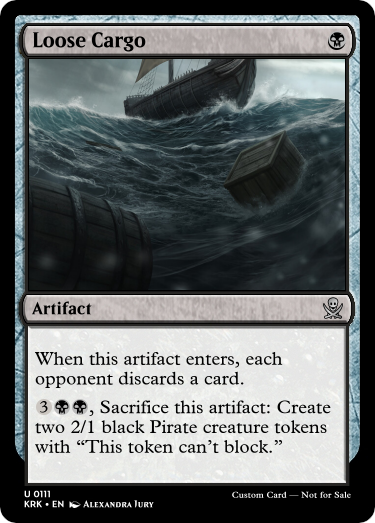 Loose Cargo
Artifact
When this artifact enters, each
opponent discards a card.
3, Sacrifice this artifact: Create
two 2/1 black Pirate creature tokens
with “This token can’t block.”
U 0111
KRK • EN Alexandra Jury
Custom Card — Not for Sale